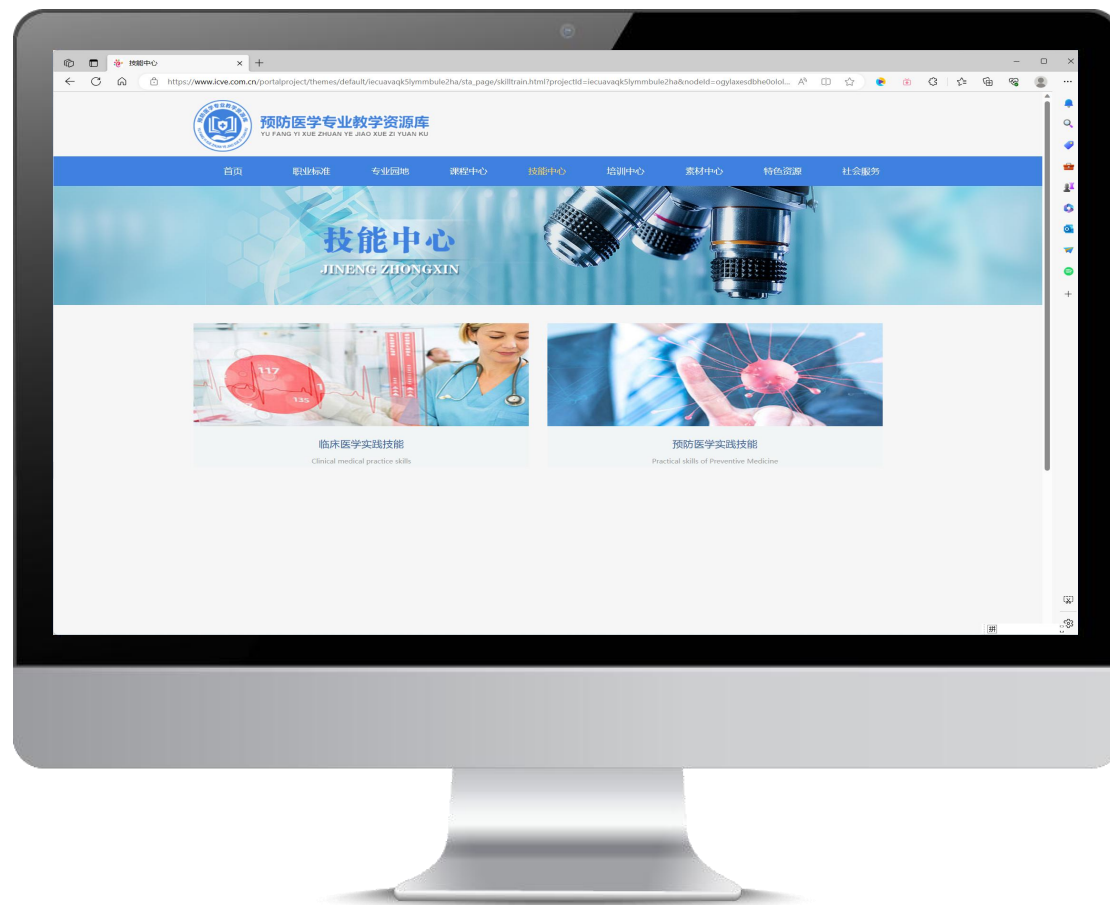 技能中心
https://www.icve.com.cn/portalproject/themes/default/iecuavaqk5lymmbule2ha/sta_page/skilltrain.html?projectId=iecuavaqk5lymmbule2ha&nodeId=ogylaxesdbhe0olol...
预防医学专业教学资源库
YU FANG YI XUE ZHUAN YE JIAO XUE ZI YUAN KU
首页 职业标准 专业园地 课程中心 技能中心 培训中心 素材中心 特色资源 社会服务
技能中心
JINENG ZHONGXIN
117
135
临床医学实践技能
Clinical medical practice skills
预防医学实践技能
Practical skills of Preventive Medicine
拼